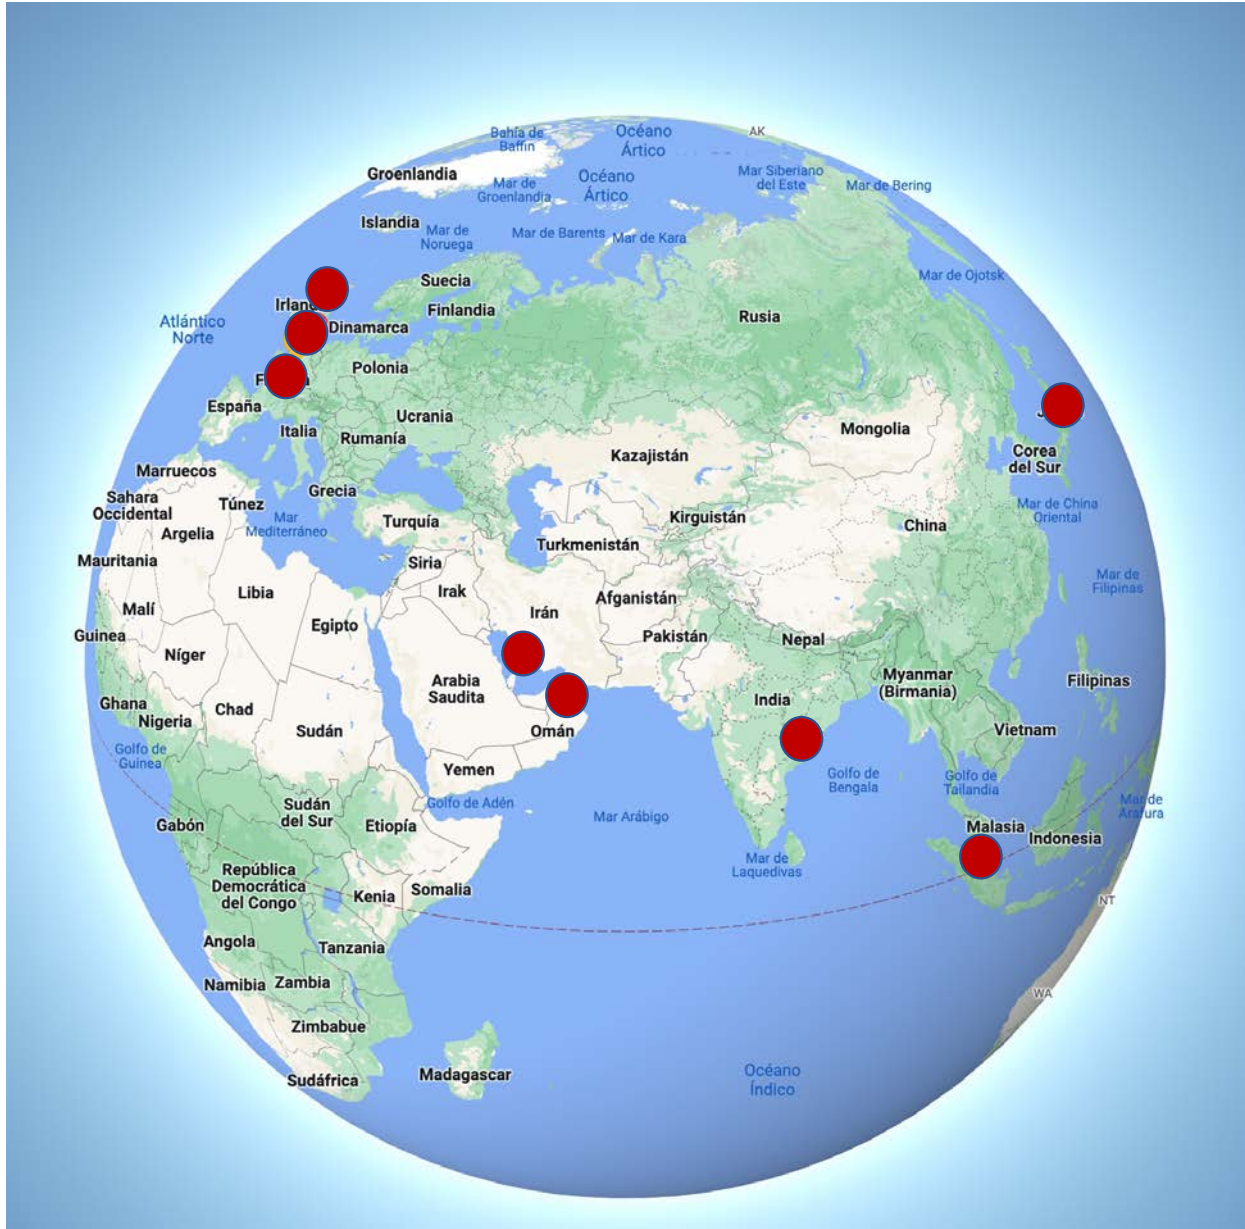 AK
Bahía de
Baffin
Océano
Ártico
Groenlandia
Mar de
Groenlandia
Océano
Ártico
Mar Siberiano
del Este
Mar de Bering
Islandia
Mar de
Noruega
Mar de Barents
Mar de Kara
Suecia
Mar de Ojotsk
Finlandia
Rusia
Atlántico
Norte
Dinamarca
Polonia
España
Italia
Ucrania
Rumanía
Mongolia
Kazajistán
Corea
del Sur
Marruecos
Sahara
Occidental
Túnez
Grecia
Mar
Mediterráneo
Argelia
Turquía
Kirguistán
China
Mar de China
Oriental
Turkmenistán
Mauritania
Siria
Irak
Libia
Irán
Afganistán
Mar de
Filipinas
Malí
Egipto
Guinea
Pakistán
Nepal
Níger
Arabia
Saudita
Myanmar
(Birmania)
Filipinas
Ghana
Nigeria
Chad
India
Sudán
Omán
Vietnam
Golfo de
Guinea
Yemen
Golfo de
Bengala
Golfo de
Tailandia
Sudán
del Sur
Golfo de Adén
Mar Arábigo
Mar de
Arafura
Gabón
Etiopía
Malasia
Indonesia
Mar de
Laquedivas
República
Democrática
del Congo
Kenia
Somalia
NT
Angola
Tanzania
Namibia
Zambia
WA
Zimbabue
Sudáfrica
Madagascar
Océano
Índico